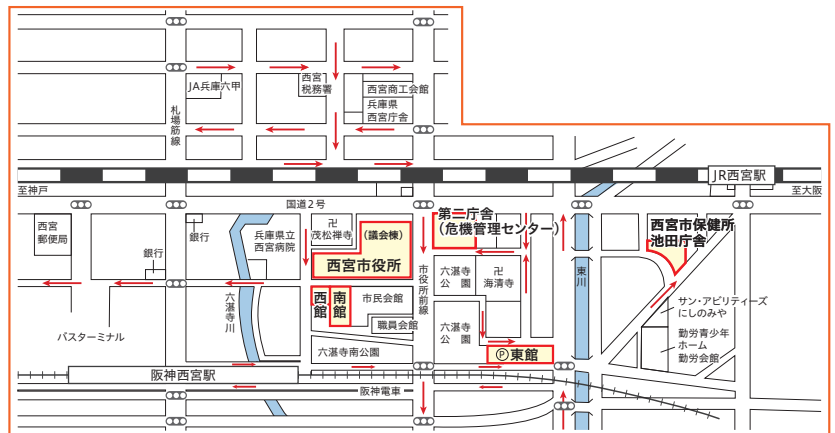 JA兵庫六甲
西宮
税務署
西宮商工会館
兵庫県
西宮庁舎
札場筋線
JR西宮駅
至神戸
至大阪
国道2号
西宮
郵便局
銀行
銀行
兵庫県立
西宮病院
卍
茂松禅寺
(議会棟)
西宮市役所
第二庁舎
(危機管理センター)
西宮市保健所
池田庁舎
六湛寺
公園
卍
海清寺
市役所前線
東川
六湛寺川
西館
南館
市民会館
職員会館
六湛寺
公園
サン・アビリティーズ
にしのみや
勤労青少年
ホーム
勤労会館
バスターミナル
六湛寺南公園
Ⓟ東館
阪神西宮駅
阪神電車